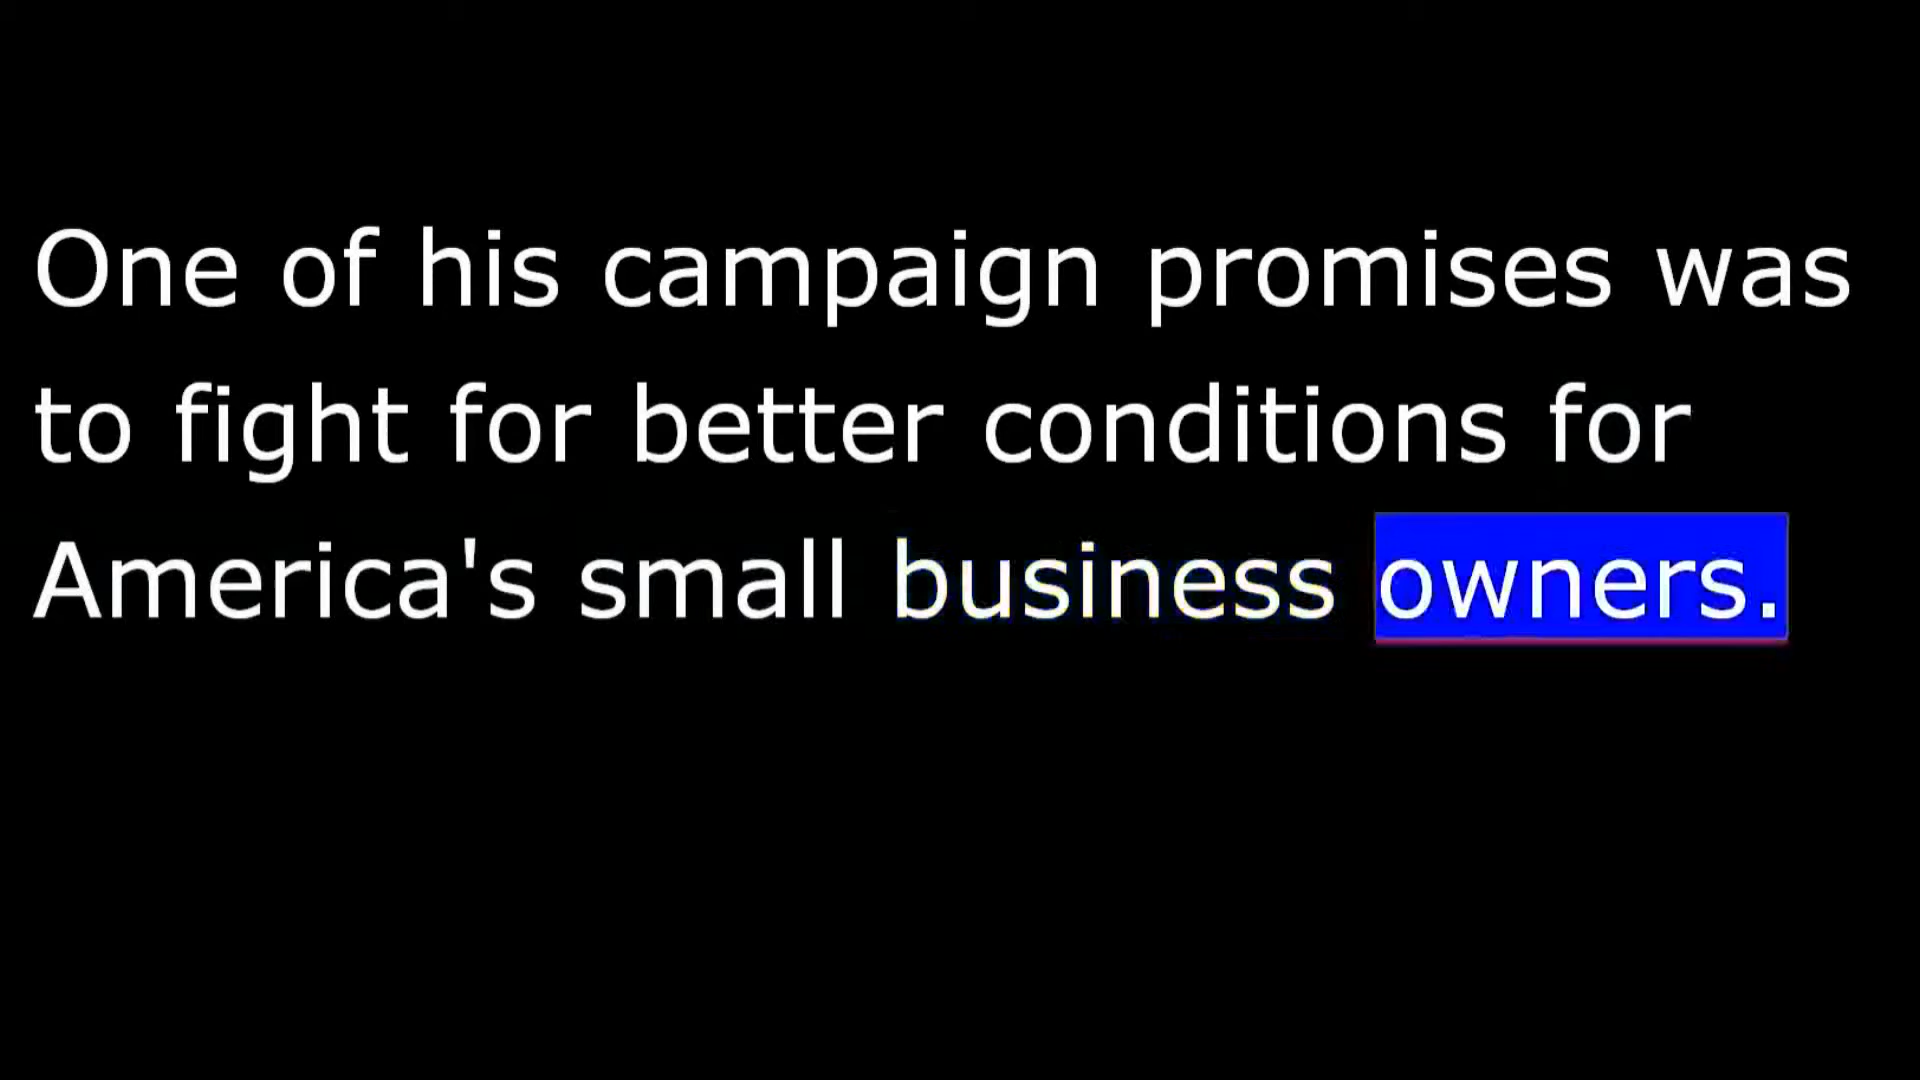 One of his campaign promises was
to fight for better conditions for
America's small business owners.